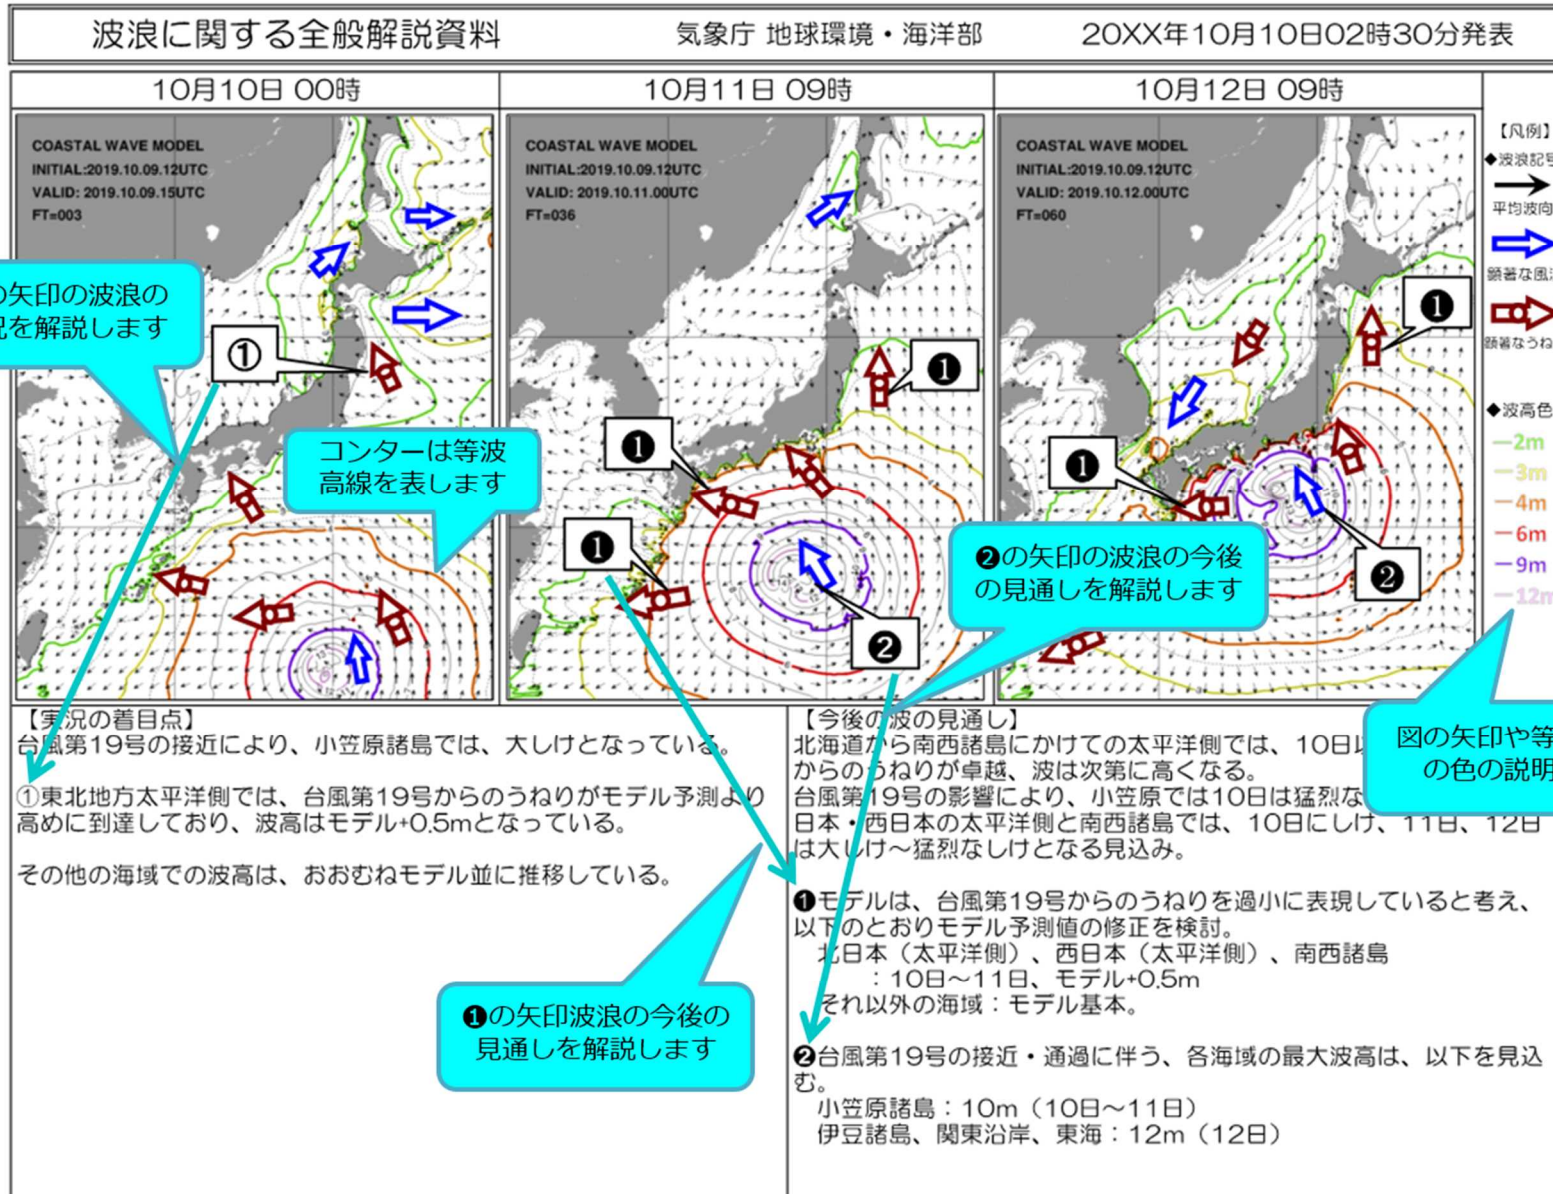 波浪に関する全般解説資料 気象庁 地球環境・海洋部 20XX年10月10日02時30分発表
10月10日 00時
10月11日 09時
10月12日 09時
COASTAL WAVE MODEL
INITIAL:2019.10.09.12UTC
VALID: 2019.10.09.15UTC
FT=003
COASTAL WAVE MODEL
INITIAL:2019.10.09.12UTC
VALID: 2019.10.11.00UTC
FT=036
COASTAL WAVE MODEL
INITIAL:2019.10.09.12UTC
VALID: 2019.10.12.00UTC
FT=060
【凡例】
◆波浪記号
平均波向
顕著な風浪
顕著なうね
◆波高色
2m
3m
4m
6m
9m
12m
の矢印の波浪の
況を解説します
①
コンターは等波
高線を表します
❶
❶
❶
❷
❶
❶
❷
❷の矢印の波浪の今後
の見通しを解説します
図の矢印や等
の色の説明
【実況の着目点】
台風第19号の接近により、小笠原諸島では、大しけとなっている。
①東北地方太平洋側では、台風第19号からのうねりがモデル予測より
高めに到達しており、波高はモデル+0.5mとなっている。
その他の海域での波高は、おおむねモデル並に推移している。
❶の矢印波浪の今後の
見通しを解説します
【今後の波の見通し】
北海道から南西諸島にかけての太平洋側では、10日
からのうねりが卓越、波は次第に高くなる。
台風第19号の影響により、小笠原では10日は猛烈な
日本・西日本の太平洋側と南西諸島では、10日にしけ、11日、12日
は大しけ～猛烈なしけとなる見込み。
❶モデルは、台風第19号からのうねりを過小に表現していると考え、
以下のとおりモデル予測値の修正を検討。
北日本（太平洋側）、西日本（太平洋側）、南西諸島
：10日～11日、モデル+0.5m
それ以外の海域：モデル基本。
❷台風第19号の接近・通過に伴う、各海域の最大波高は、以下を見込
む。
小笠原諸島：10m（10日～11日）
伊豆諸島、関東沿岸、東海：12m（12日）